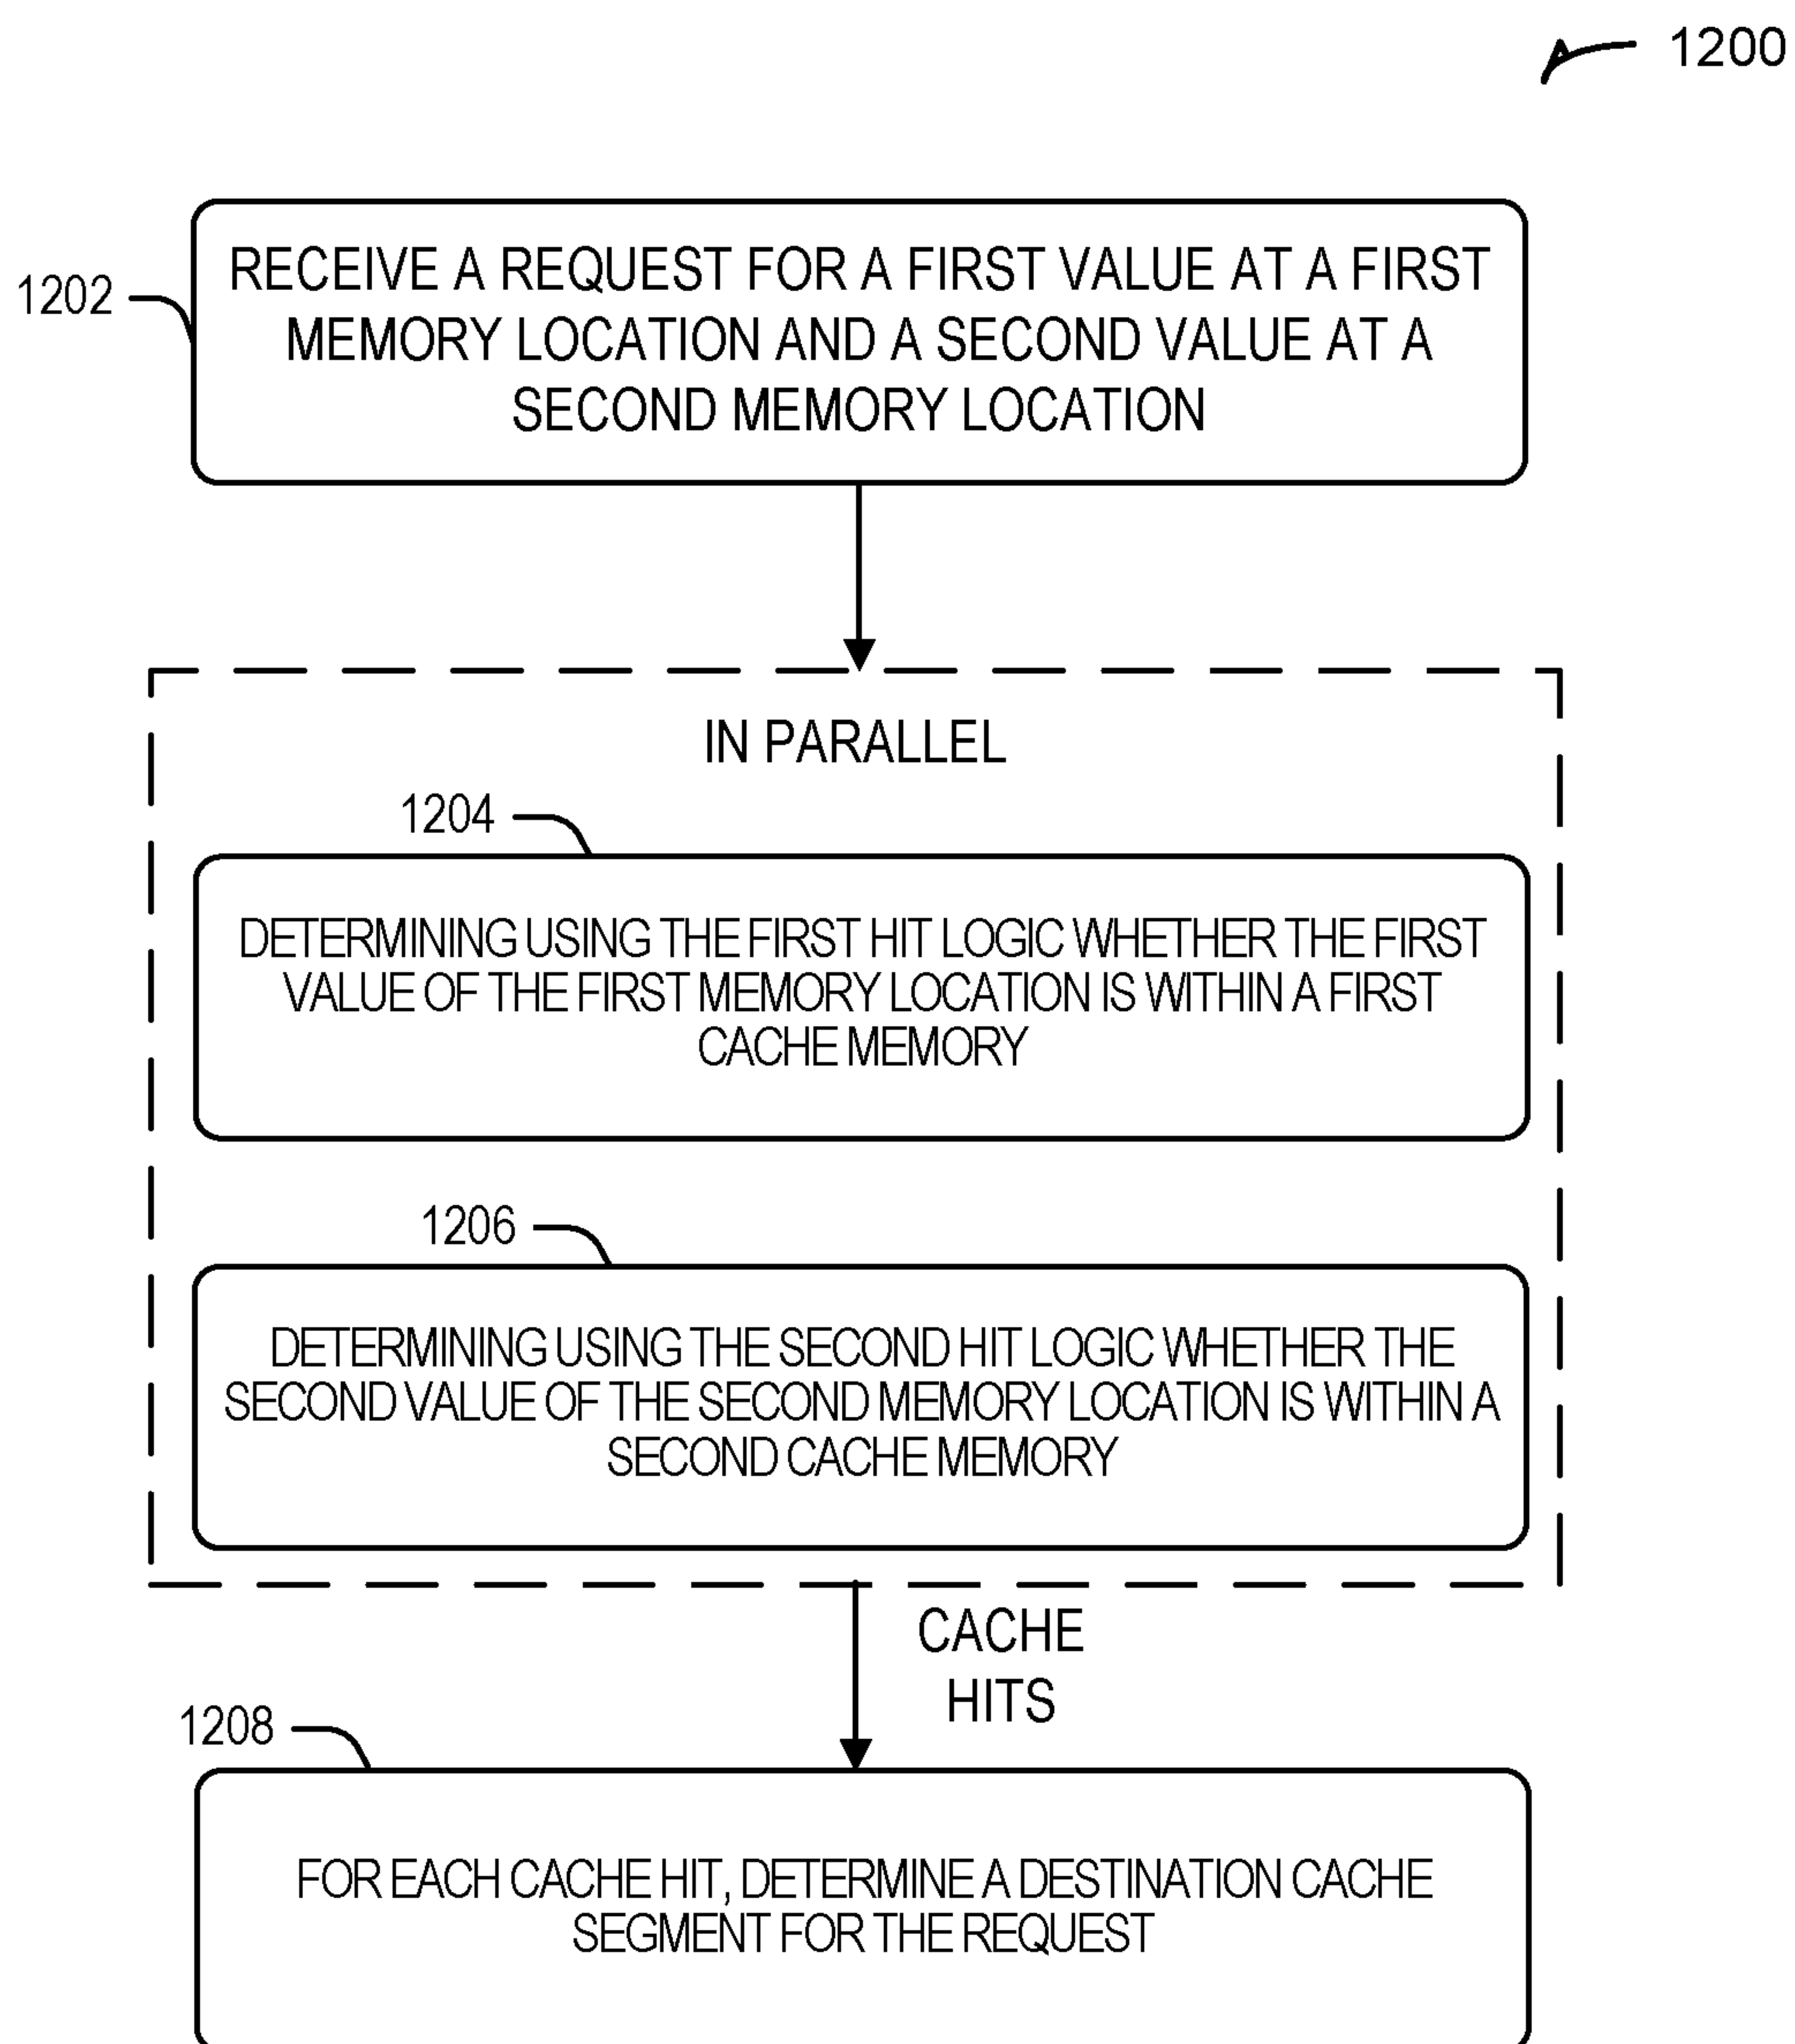 1200
1202
RECEIVE A REQUEST FOR A FIRST VALUE AT A FIRST
MEMORY LOCATION AND A SECOND VALUE AT A
SECOND MEMORY LOCATION
IN PARALLEL
1204
DETERMINING USING THE FIRST HIT LOGIC WHETHER THE FIRST
VALUE OF THE FIRST MEMORY LOCATION IS WITHIN A FIRST
CACHE MEMORY
1206
DETERMINING USING THE SECOND HIT LOGIC WHETHER THE
SECOND VALUE OF THE SECOND MEMORY LOCATION IS WITHIN A
SECOND CACHE MEMORY
CACHE
HITS
1208
FOR EACH CACHE HIT, DETERMINE A DESTINATION CACHE
SEGMENT FOR THE REQUEST